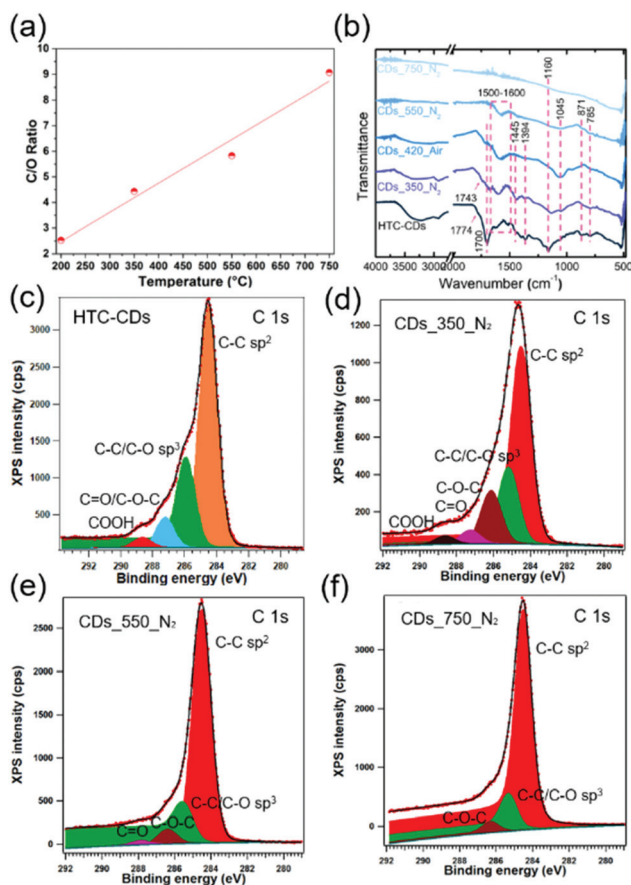 (a)
C/O Ratio
10
9
8
7
6
5
4
3
2
200 250 300 350 400 450 500 550 600 650 700 750
Temperature (°C)
(b)
Transmittance
CDs_750_N2
CDs_550_N2
CDs_420_Air
CDs_350_N2
HTC-CDs
1500-1600
1160
1445
1394
1045
871
785
1743
1774
1700
4000 3500 3000 2000 1500 1000 500
Wavenumber (cm-1)
(c)
HTC-CDs
C 1s
C-C sp2
C-C/C-O sp3
C=O/C-O-C
COOH
XPS intensity (cps)
3000
2000
1000
500
292 290 288 286 284 282 280
Binding energy (eV)
(d)
CDs_350_N2
C 1s
C-C sp2
C-C/C-O sp3
C-O-C
C=O
COOH
XPS intensity (cps)
1200
800
600
400
200
292 290 288 286 284 282 280
Binding energy (eV)
(e)
CDs_550_N2
C 1s
C-C sp2
C-C/C-O sp3
C-O-C
C=O
XPS intensity (cps)
2500
2000
1500
1000
500
0
292 290 288 286 284 282 280
Binding energy (eV)
(f)
CDs_750_N2
C 1s
C-C sp2
C-C/C-O sp3
C-O-C
XPS intensity (cps)
3000
2000
1000
0
292 290 288 286 284 282 280
Binding energy (eV)